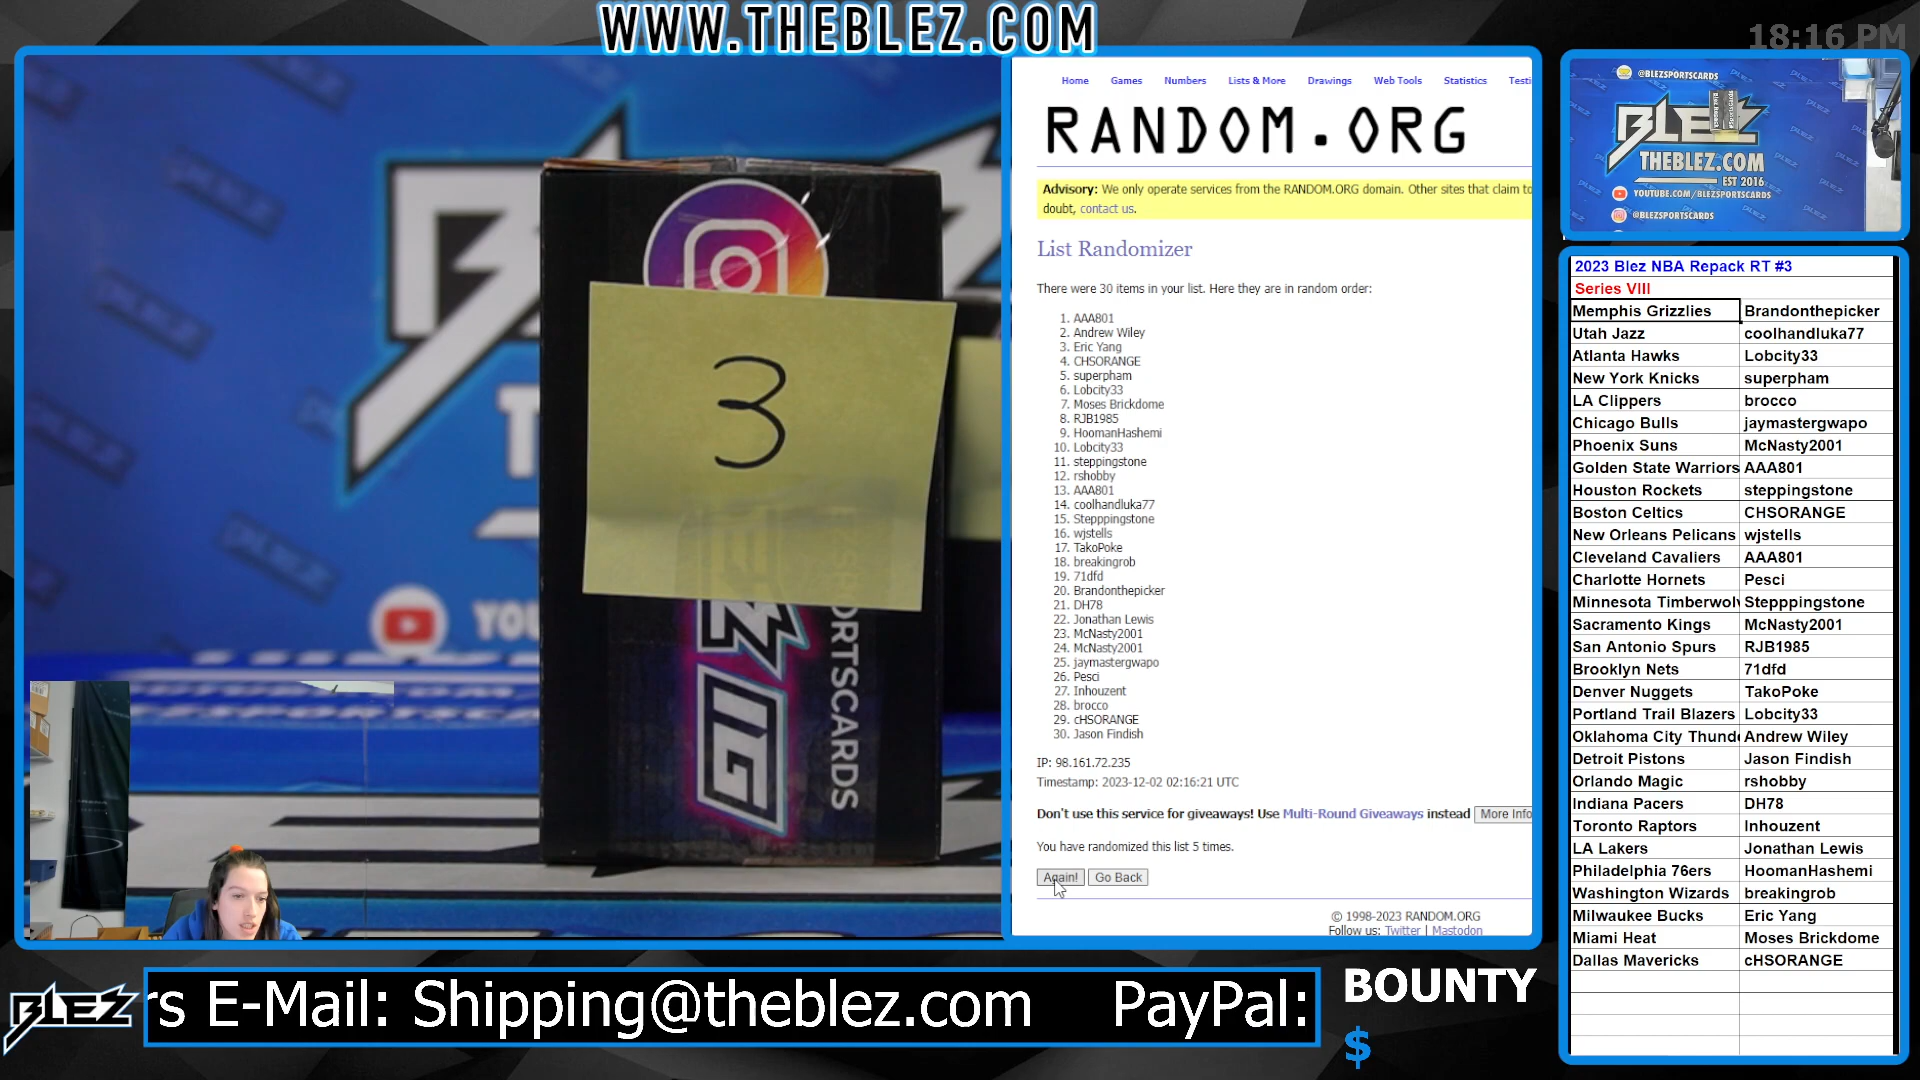 WWW.THEBLEZ.COM
18:16 PM
3
SPORTSCARDS
IG
Home Games Numbers Lists & More Drawings Web Tools Statistics
RANDOM.ORG
Advisory: We only operate services from the RANDOM.ORG domain. Other sites that claim to
doubt, contact us.
List Randomizer
There were 30 items in your list. Here they are in random order:
1. AAA801
2. Andrew Wiley
3. Eric Yang
4. CHSORANGE
5. superpham
6. Lobcity33
7. Moses Brickdome
8. RJB1985
9. HoomanHashemi
10. Lobcity33
11. steppingstone
12. rshobby
13. AAA801
14. coolhandluka77
15. Stepppingstone
16. wjstells
17. TakoPoke
18. breakingrob
19. 71dfd
20. Brandonthepicker
21. DH78
22. Jonathan Lewis
23. McNasty2001
24. McNasty2001
25. jaymastergwapo
26. Pesci
27. Inhouzent
28. brocco
29. cHSORANGE
30. Jason Findish
IP: 98.161.72.235
Timestamp: 2023-12-02 02:16:21 UTC
Don't use this service for giveaways! Use Multi-Round Giveaways instead More Info
You have randomized this list 5 times.
Again! Go Back
© 1998-2023 RANDOM.ORG
Follow us: Twitter | Mastodon
@BLEZSPORTSCARDS
BLEZ
THEBLEZ.COM
EST 2016
YOUTUBE.COM/BLEZSPORTSCARDS
@BLEZSPORTSCARDS
2023 Blez NBA Repack RT #3
Series VIII
Memphis Grizzlies Brandonthepicker
Utah Jazz coolhandluka77
Atlanta Hawks Lobcity33
New York Knicks superpham
LA Clippers brocco
Chicago Bulls jaymastergwapo
Phoenix Suns McNasty2001
Golden State Warriors AAA801
Houston Rockets steppingstone
Boston Celtics CHSORANGE
New Orleans Pelicans wjstells
Cleveland Cavaliers AAA801
Charlotte Hornets Pesci
Minnesota Timberwolv Stepppingstone
Sacramento Kings McNasty2001
San Antonio Spurs RJB1985
Brooklyn Nets 71dfd
Denver Nuggets TakoPoke
Portland Trail Blazers Lobcity33
Oklahoma City Thund Andrew Wiley
Detroit Pistons Jason Findish
Orlando Magic rshobby
Indiana Pacers DH78
Toronto Raptors Inhouzent
LA Lakers Jonathan Lewis
Philadelphia 76ers HoomanHashemi
Washington Wizards breakingrob
Milwaukee Bucks Eric Yang
Miami Heat Moses Brickdome
Dallas Mavericks cHSORANGE
BLEZ
rs E-Mail: Shipping@theblez.com PayPal:
BOUNTY
$